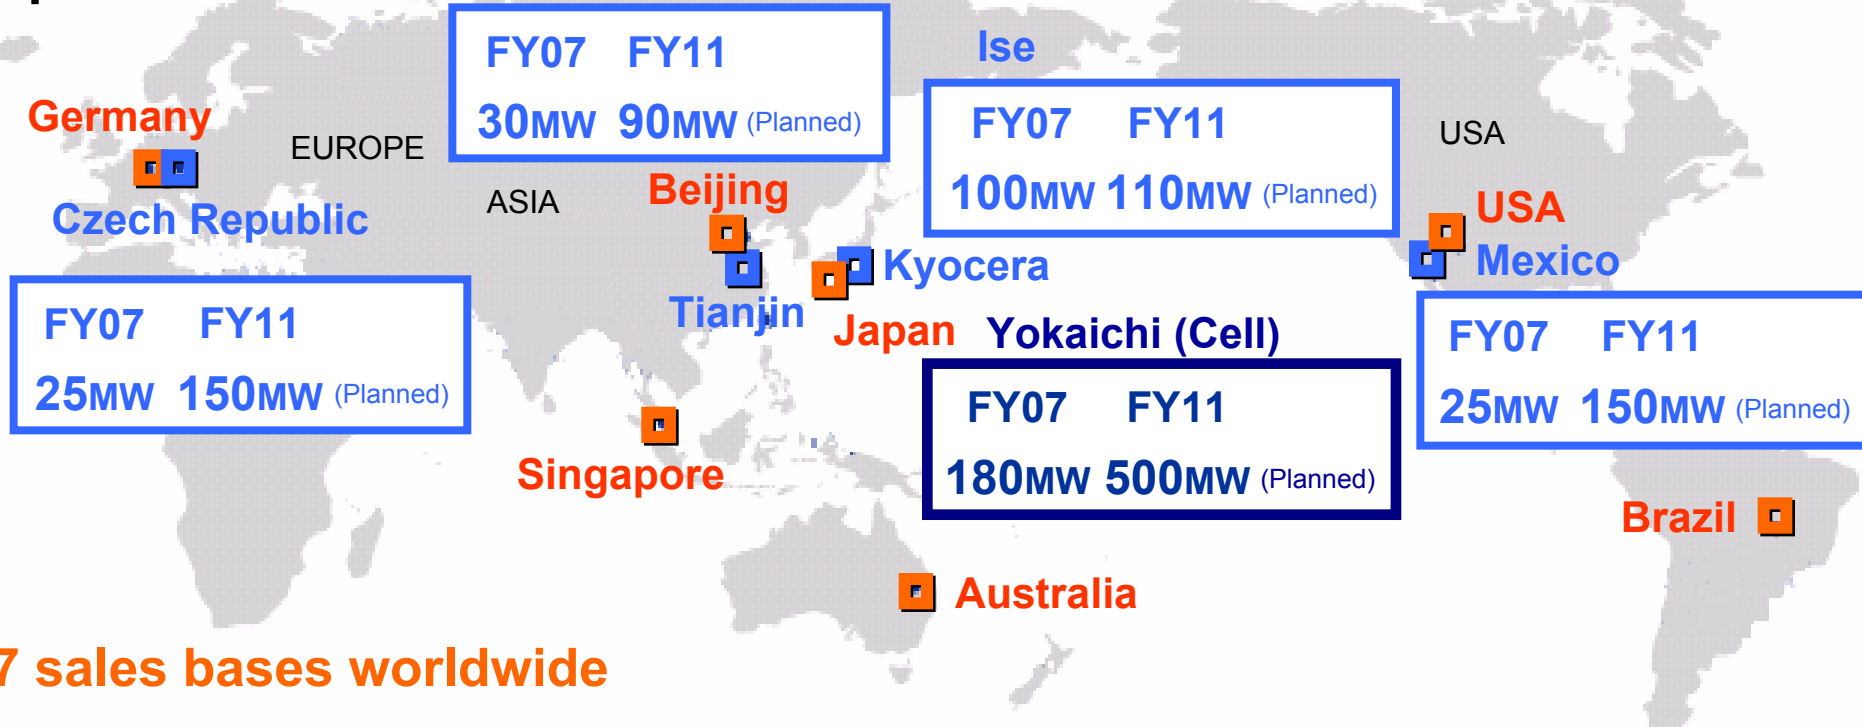 FY07 FY11
30MW 90MW (Planned)
Ise
FY07 FY11
100MW 110MW (Planned)
Germany
EUROPE
USA
ASIA
Beijing
Czech Republic
USA
Kyocera
Mexico
Tianjin
Japan
Yokaichi (Cell)
FY07 FY11
25MW 150MW (Planned)
FY07 FY11
180MW 500MW (Planned)
FY07 FY11
25MW 150MW (Planned)
Singapore
Brazil
Australia
7 sales bases worldwide